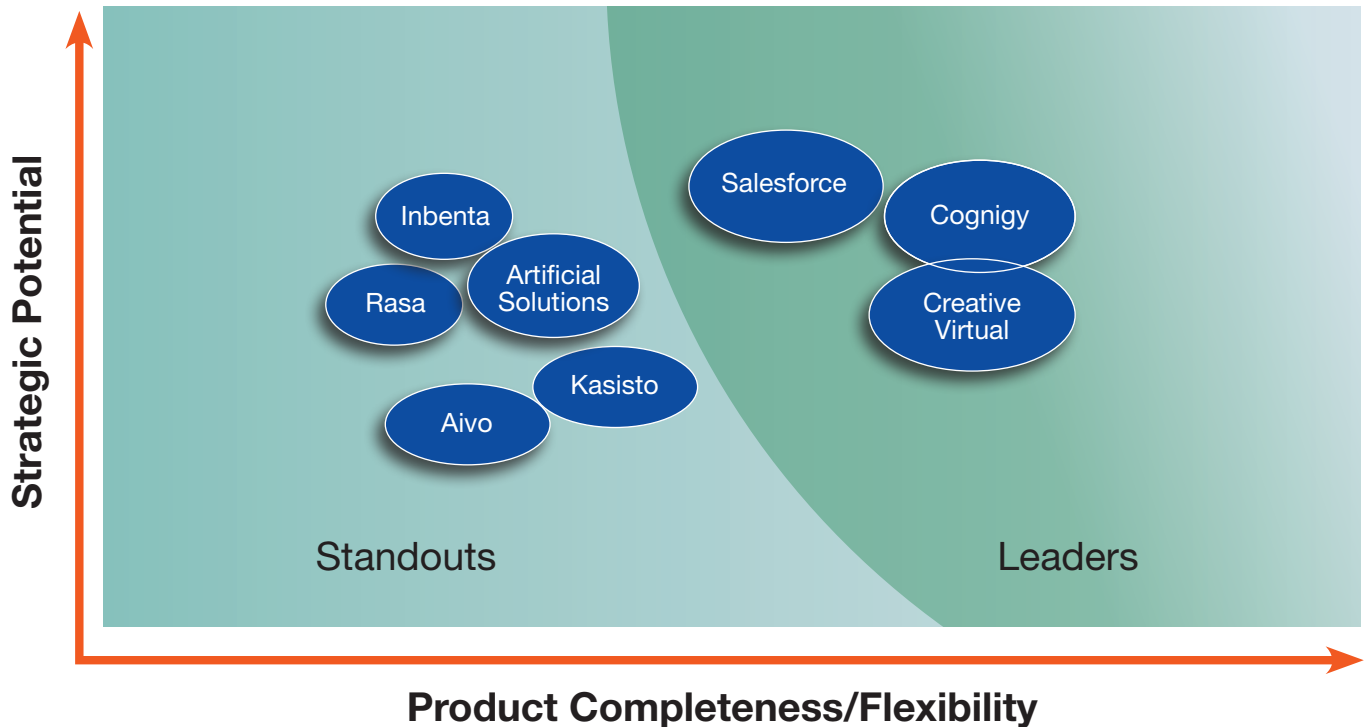 Strategic Potential
Salesforce
Inbenta
Cognigy
Artificial
Solutions
Rasa
Creative
Virtual
Kasisto
Aivo
Standouts
Leaders
Product Completeness/Flexibility